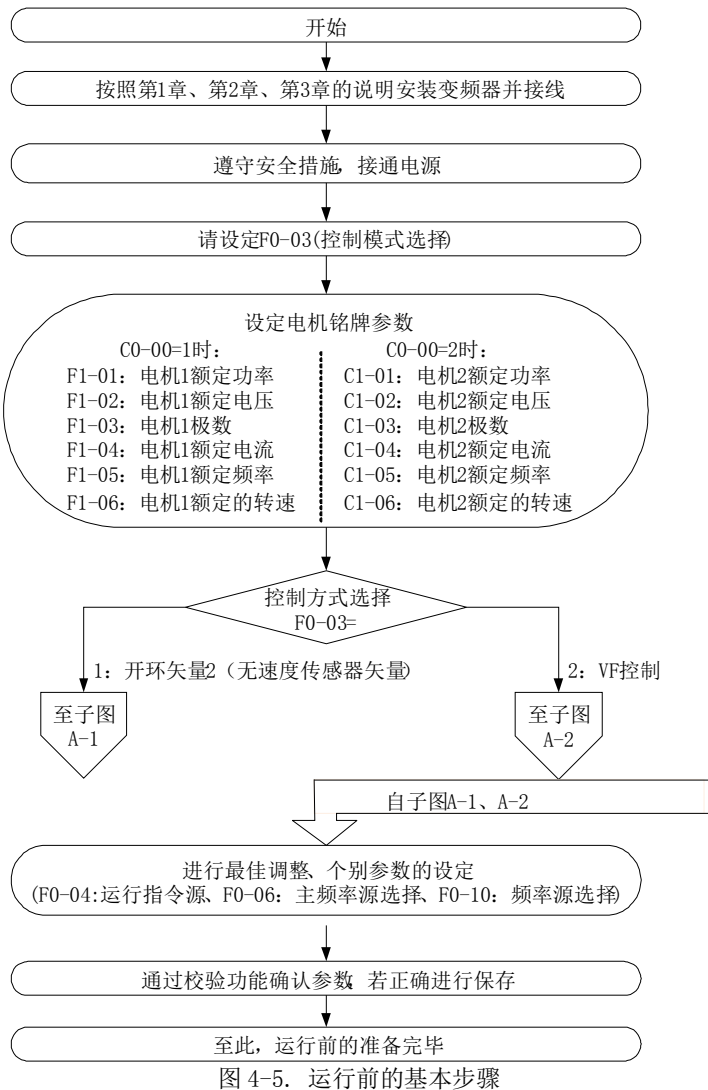 开始
按照第1章、第2章、第3章的说明安装变频器并接线
遵守安全措施，接通电源
请设定F0-03(控制模式选择)
设定电机铭牌参数
C0-00=1时：
F1-01：电机1额定功率
F1-02：电机1额定电压
F1-03：电机1极数
F1-04：电机1额定电流
F1-05：电机1额定频率
F1-06：电机1额定的转速
C0-00=2时：
C1-01：电机2额定功率
C1-02：电机2额定电压
C1-03：电机2极数
C1-04：电机2额定电流
C1-05：电机2额定频率
C1-06：电机2额定的转速
控制方式选择
F0-03=
1：开环矢量2（无速度传感器矢量）
2：VF控制
至子图
A-1
至子图
A-2
自子图A-1、A-2
进行最佳调整、个别参数的设定
(F0-04:运行指令源、F0-06：主频率源选择、F0-10：频率源选择)
通过校验功能确认参数，若正确进行保存
至此，运行前的准备完毕
图 4-5. 运行前的基本步骤